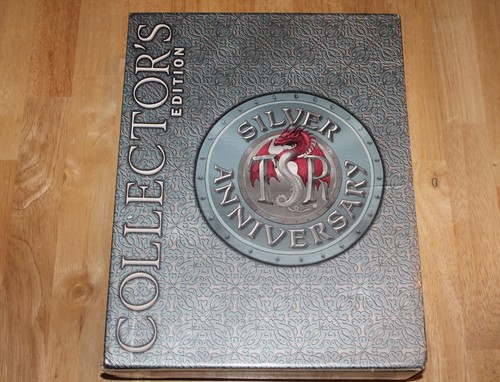 COLLECTOR'S
EDITION
SILVER
TSR
ANNIVERSARY